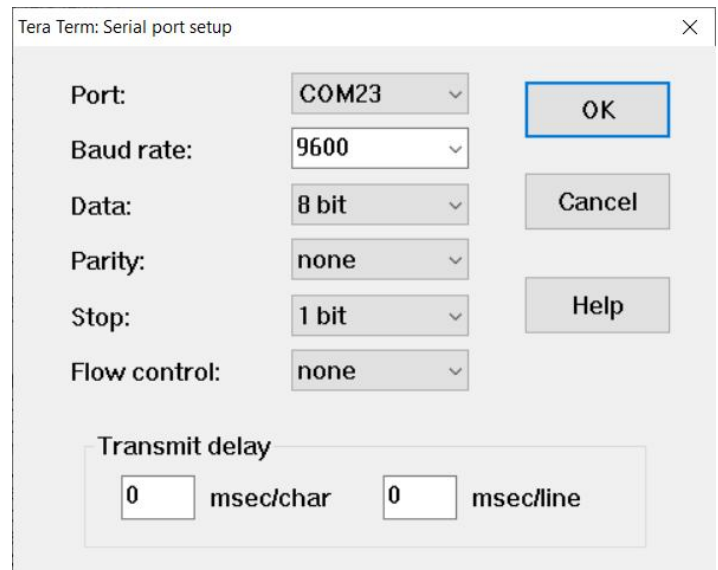 Tera Term: Serial port setup
Port: COM23 OK
Baud rate: 9600
Data: 8 bit Cancel
Parity: none
Stop: 1 bit Help
Flow control: none
Transmit delay
0 msec/char 0 msec/line